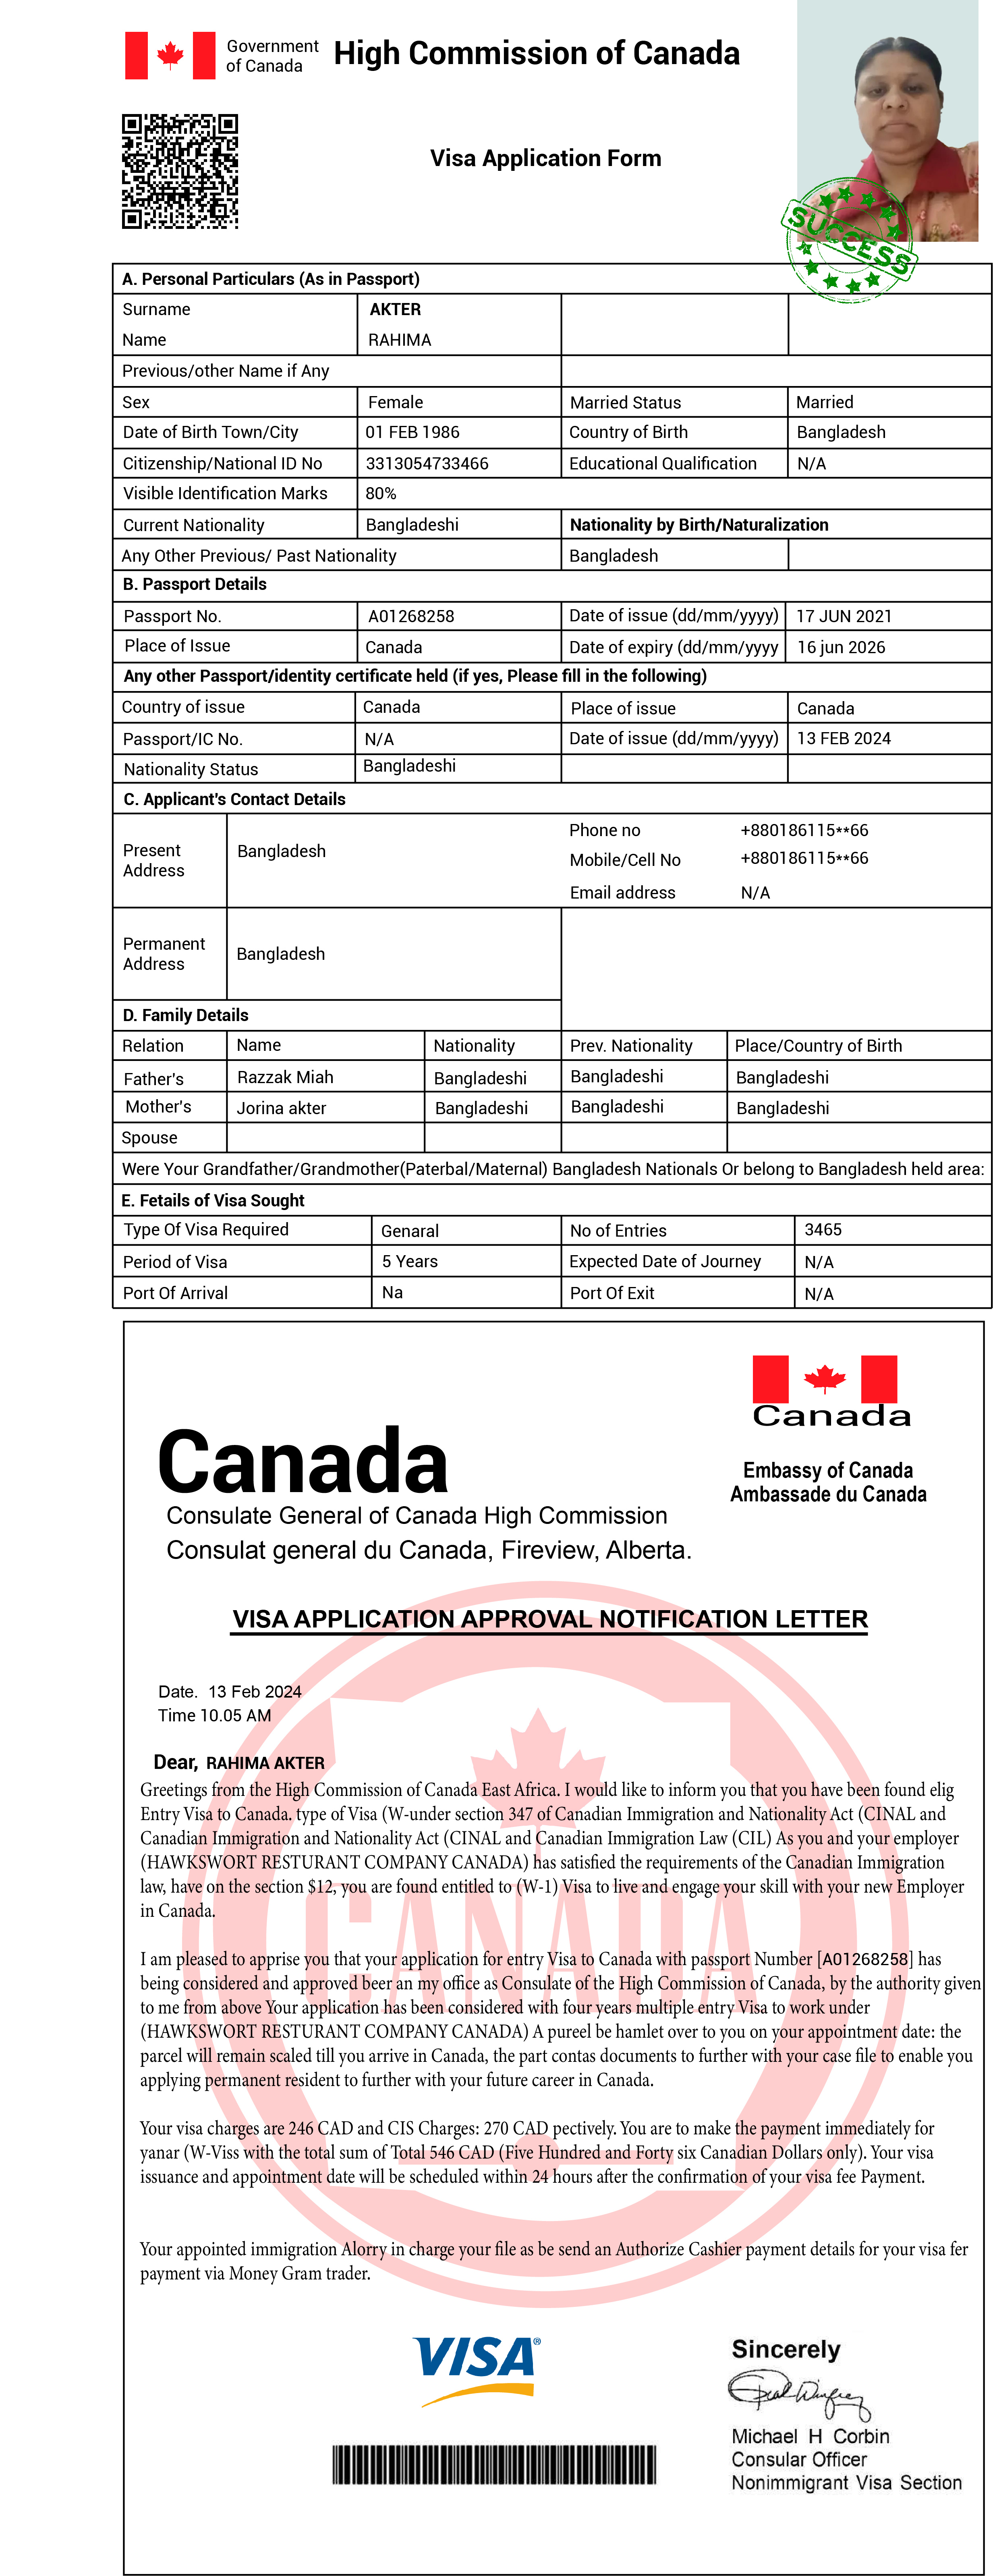 Government
of Canada
High Commission of Canada
Visa Application Form
SUCCESS
A. Personal Particulars (As in Passport)
Surname AKTER
Name RAHIMA
Previous/other Name if Any
Sex Female Married Status Married
Date of Birth Town/City 01 FEB 1986 Country of Birth Bangladesh
Citizenship/National ID No 3313054733466 Educational Qualification N/A
Visible Identification Marks 80%
Current Nationality Bangladeshi Nationality by Birth/Naturalization
Any Other Previous/ Past Nationality Bangladesh
B. Passport Details
Passport No. A01268258 Date of issue (dd/mm/yyyy) 17 JUN 2021
Place of Issue Canada Date of expiry (dd/mm/yyyy 16 jun 2026
Any other Passport/identity certificate held (if yes, Please fill in the following)
Country of issue Canada Place of issue Canada
Passport/IC No. N/A Date of issue (dd/mm/yyyy) 13 FEB 2024
Nationality Status Bangladeshi
C. Applicant's Contact Details
Present
Address
Bangladesh
Phone no +880186115**66
Mobile/Cell No +880186115**66
Email address N/A
Permanent
Address
Bangladesh
D. Family Details
Relation Name Nationality Prev. Nationality Place/Country of Birth
Father's Razzak Miah Bangladeshi Bangladeshi Bangladeshi
Mother's Jorina akter Bangladeshi Bangladeshi Bangladeshi
Spouse
Were Your Grandfather/Grandmother(Paterbal/Maternal) Bangladesh Nationals Or belong to Bangladesh held area:
E. Fetails of Visa Sought
Type Of Visa Required Genaral No of Entries 3465
Period of Visa 5 Years Expected Date of Journey N/A
Port Of Arrival Na Port Of Exit N/A
Canada
Embassy of Canada
Ambassade du Canada
Canada
Consulate General of Canada High Commission
Consulat general du Canada, Fireview, Alberta.
VISA APPLICATION APPROVAL NOTIFICATION LETTER
Date. 13 Feb 2024
Time 10.05 AM
Dear, RAHIMA AKTER
Greetings from the High Commission of Canada East Africa. I would like to inform you that you have been found elig
Entry Visa to Canada. type of Visa (W-under section 347 of Canadian Immigration and Nationality Act (CINAL and
Canadian Immigration and Nationality Act (CINAL and Canadian Immigration Law (CIL) As you and your employer
(HAWKSWORT RESTURANT COMPANY CANADA) has satisfied the requirements of the Canadian Immigration
law, have on the section $12, you are found entitled to (W-1) Visa to live and engage your skill with your new Employer
in Canada.
CANADA
I am pleased to apprise you that your application for entry Visa to Canada with passport Number [A01268258] has
being considered and approved beer an my office as Consulate of the High Commission of Canada, by the authority given
to me from above Your application has been considered with four years multiple entry Visa to work under
(HAWKSWORT RESTURANT COMPANY CANADA) A pureel be hamlet over to you on your appointment date: the
parcel will remain scaled till you arrive in Canada, the part contas documents to further with your case file to enable you
applying permanent resident to further with your future career in Canada.
Your visa charges are 246 CAD and CIS Charges: 270 CAD pectively. You are to make the payment immediately for
yanar (W-Viss with the total sum of Total 546 CAD (Five Hundred and Forty six Canadian Dollars only). Your visa
issuance and appointment date will be scheduled within 24 hours after the confirmation of your visa fee Payment.
Your appointed immigration Alorry in charge your file as be send an Authorize Cashier payment details for your visa fer
payment via Money Gram trader.
VISA®
Sincerely
Michael H Corbin
Consular Officer
Nonimmigrant Visa Section